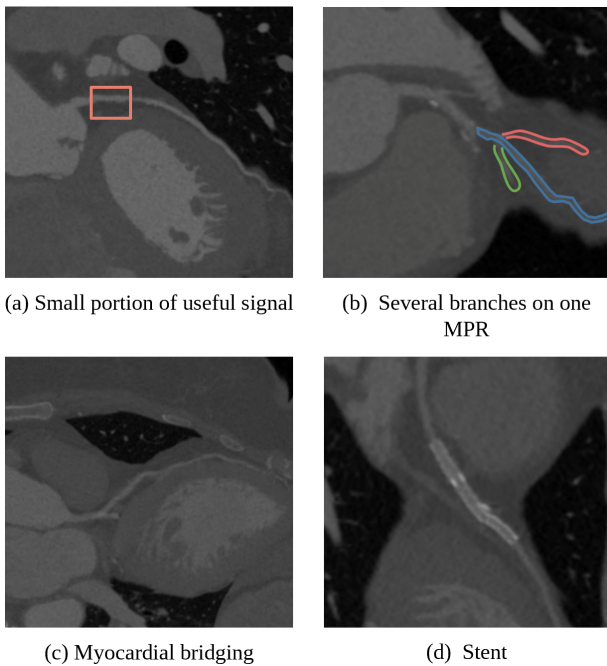 (a) Small portion of useful signal
(b) Several branches on one
MPR
(c) Myocardial bridging
(d) Stent